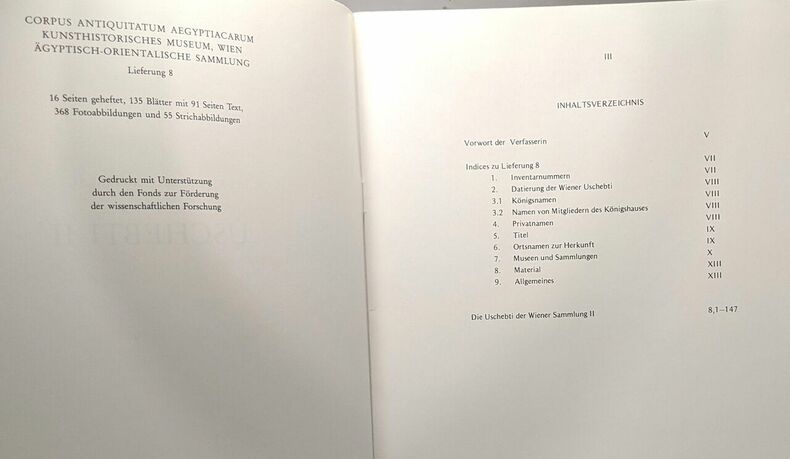 CORPUS ANTIQUITATUM AEGYPTIACARUM
KUNSTHISTORISCHES MUSEUM, WIEN
ÄGYPTISCH-ORIENTALISCHE SAMMLUNG
Lieferung 8
16 Seiten geheftet, 135 Blätter mit 91 Seiten Text,
368 Fotoabbildungen und 55 Strichabbildungen
Gedruckt mit Unterstützung
durch den Fonds zur Förderung
der wissenschaftlichen Forschung
III
INHALTSVERZEICHNIS
Vorwort der Verfasserin V
Indices zu Lieferung 8 VII
1. Inventarnummern VII
2. Datierung der Wiener Uschebti VIII
3.1 Königsnamen VIII
3.2 Namen von Mitgliedern des Königshauses VIII
4. Privatnamen VIII
5. Titel IX
6. Ortsnamen zur Herkunft IX
7. Museen und Sammlungen X
8. Material XIII
9. Allgemeines XIII
Die Uschebti der Wiener Sammlung II 8,1–147